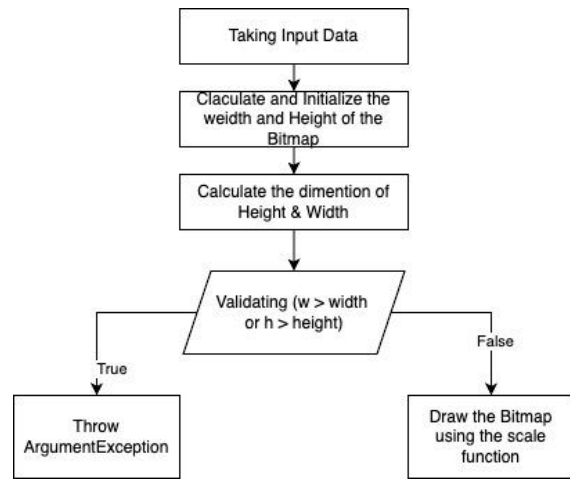 Taking Input Data
Claculate and Initialize the
weidth and Height of the
Bitmap
Calculate the dimention of
Height & Width
Validating (w > width
or h > height)
True
False
Throw
ArgumentException
Draw the Bitmap
using the scale
function